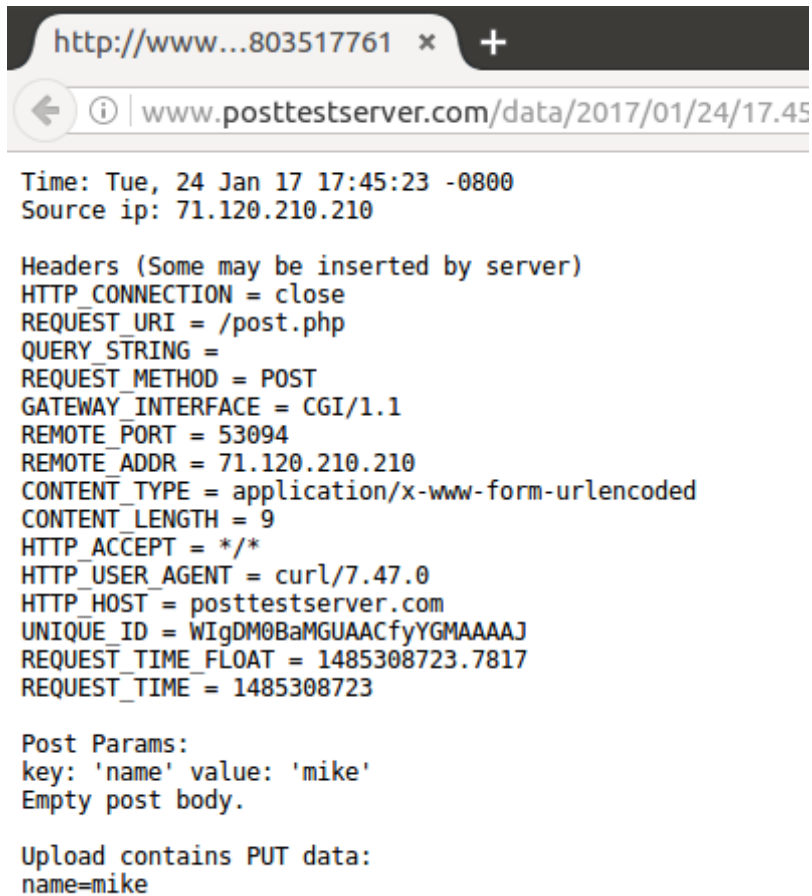 http://www...803517761
www.posttestserver.com/data/2017/01/24/17.45
Time: Tue, 24 Jan 17 17:45:23 -0800
Source ip: 71.120.210.210
Headers (Some may be inserted by server)
HTTP_CONNECTION = close
REQUEST_URI = /post.php
QUERY_STRING =
REQUEST_METHOD = POST
GATEWAY_INTERFACE = CGI/1.1
REMOTE_PORT = 53094
REMOTE_ADDR = 71.120.210.210
CONTENT_TYPE = application/x-www-form-urlencoded
CONTENT_LENGTH = 9
HTTP_ACCEPT = */*
HTTP_USER_AGENT = curl/7.47.0
HTTP_HOST = posttestserver.com
UNIQUE_ID = WIgDM0BaMGUAACfyYGMAAAAJ
REQUEST_TIME_FLOAT = 1485308723.7817
REQUEST_TIME = 1485308723
Post Params:
key: 'name' value: 'mike'
Empty post body.
Upload contains PUT data:
name=mike